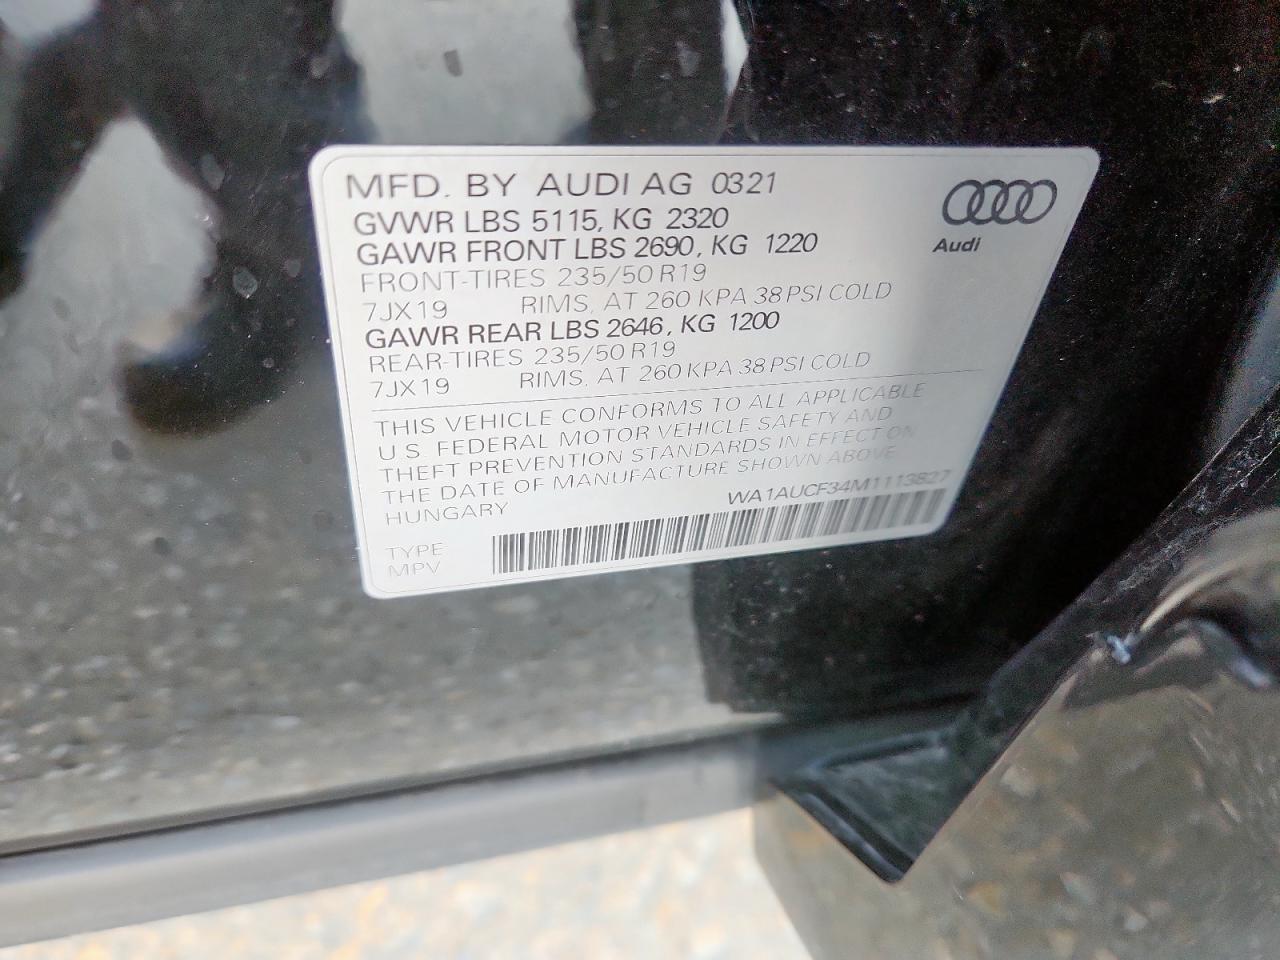 MFD. BY AUDI AG 0321
GVWR LBS 5115, KG 2320
GAWR FRONT LBS 2690, KG 1220
FRONT-TIRES 235/50 R19
7JX19 RIMS, AT 260 KPA 38 PSI COLD
GAWR REAR LBS 2646, KG 1200
REAR-TIRES 235/50 R19
7JX19 RIMS, AT 260 KPA 38 PSI COLD
Audi
THIS VEHICLE CONFORMS TO ALL APPLICABLE
U.S. FEDERAL MOTOR VEHICLE SAFETY AND
THEFT PREVENTION STANDARDS IN EFFECT ON
THE DATE OF MANUFACTURE SHOWN ABOVE
HUNGARY
WA1AUCF34M1113827
TYPE
MPV